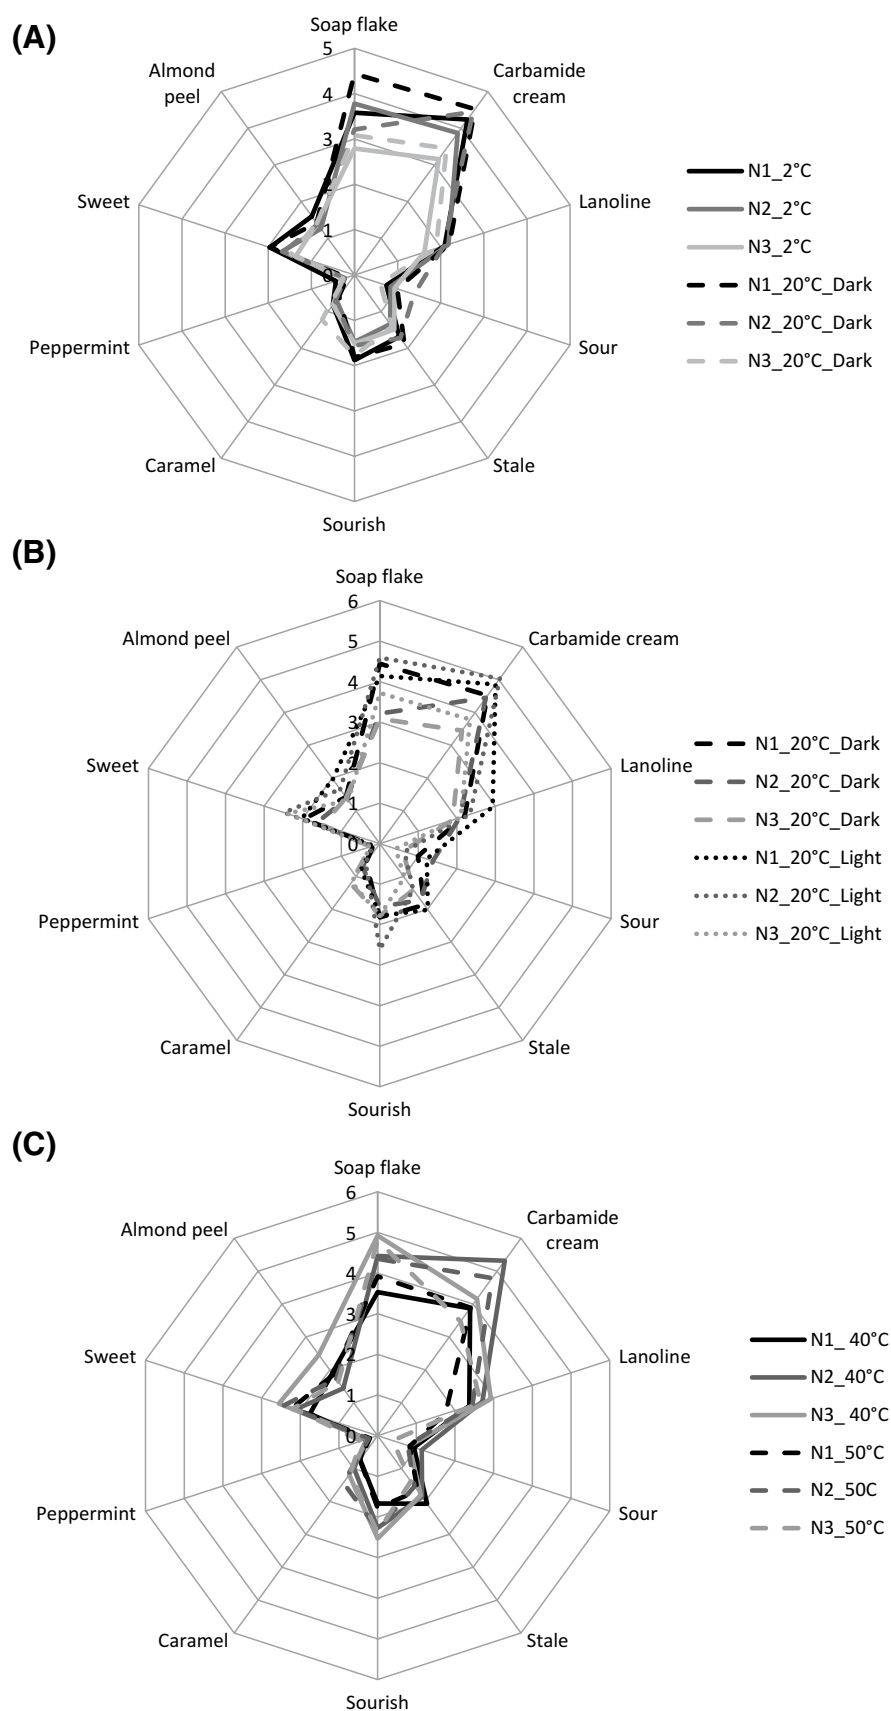 (A)
Soap flake
5
Almond
peel
Carbamide
cream
4
3
2
1
0
Sweet
Lanoline
Peppermint
Sour
Caramel
Stale
Sourish
N1_2°C
N2_2°C
N3_2°C
N1_20°C_Dark
N2_20°C_Dark
N3_20°C_Dark
(B)
Soap flake
6
Almond peel
Carbamide cream
5
4
3
2
1
0
Sweet
Lanoline
Peppermint
Sour
Caramel
Stale
Sourish
N1_20°C_Dark
N2_20°C_Dark
N3_20°C_Dark
N1_20°C_Light
N2_20°C_Light
N3_20°C_Light
(C)
Soap flake
6
Almond peel
Carbamide
cream
5
4
3
2
1
0
Sweet
Lanoline
Peppermint
Sour
Caramel
Stale
Sourish
N1_ 40°C
N2_40°C
N3_ 40°C
N1_50°C
N2_50C
N3_50°C